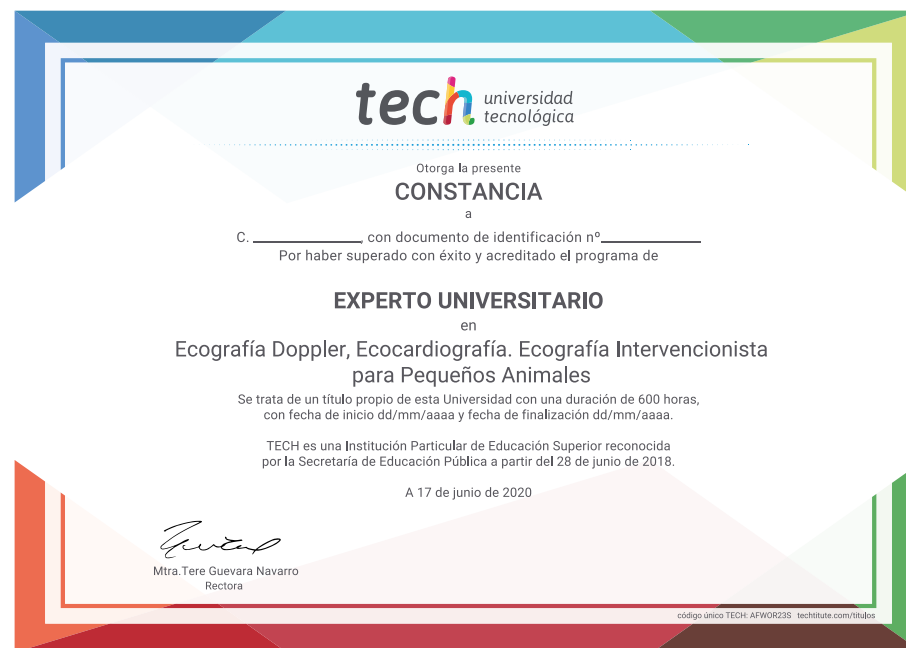 tech universidad
tecnológica
Otorga la presente
CONSTANCIA
a
C. ______________, con documento de identificación nº_____________
Por haber superado con éxito y acreditado el programa de
EXPERTO UNIVERSITARIO
en
Ecografía Doppler, Ecocardiografía. Ecografía Intervencionista
para Pequeños Animales
Se trata de un título propio de esta Universidad con una duración de 600 horas,
con fecha de inicio dd/mm/aaaa y fecha de finalización dd/mm/aaaa.
TECH es una Institución Particular de Educación Superior reconocida
por la Secretaría de Educación Pública a partir del 28 de junio de 2018.
A 17 de junio de 2020
Mtra.Tere Guevara Navarro
Rectora
código único TECH: AFWOR23S techtitute.com/titulos